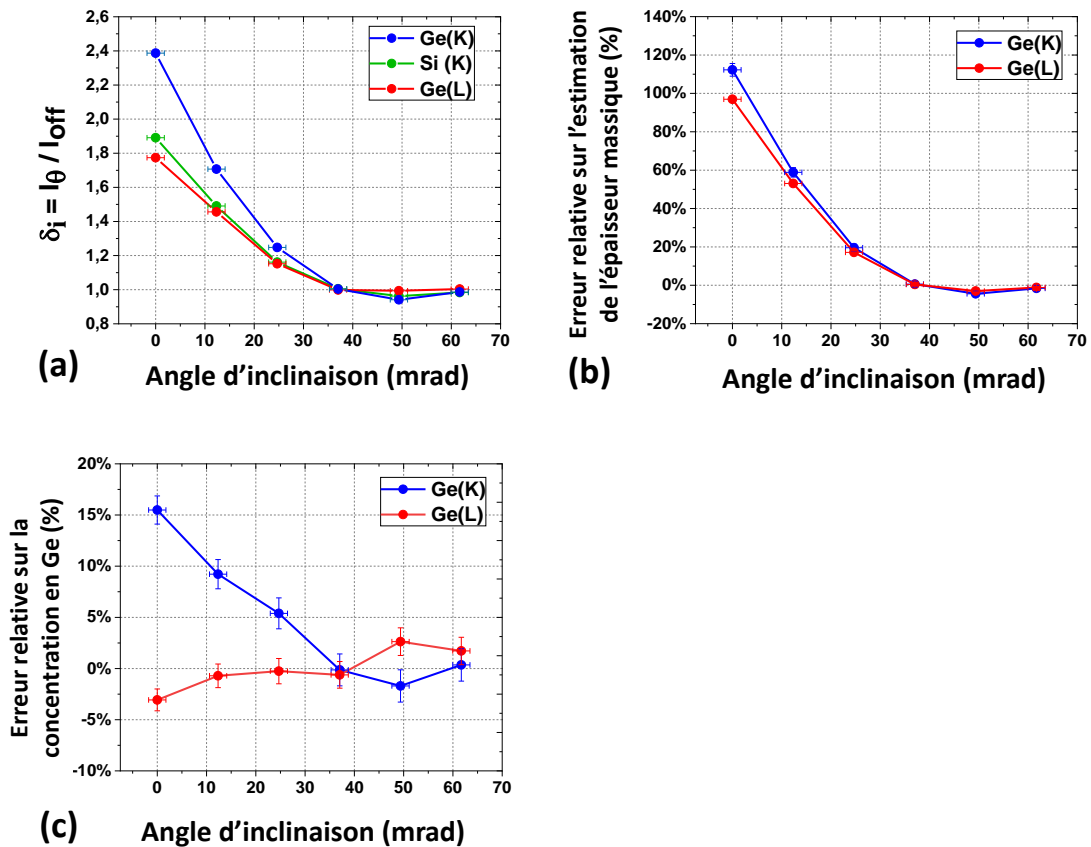 2,6
2,4
2,2
2,0
1,8
1,6
1,4
1,2
1,0
0,8
δi = Iθ / Ioff
Ge(K)
Si (K)
Ge(L)
0 10 20 30 40 50 60 70
Angle d'inclinaison (mrad)
(a)
140%
120%
100%
80%
60%
40%
20%
0%
-20%
Erreur relative sur l'estimation
de l'épaisseur massique (%)
Ge(K)
Ge(L)
0 10 20 30 40 50 60 70
Angle d'inclinaison (mrad)
(b)
20%
15%
10%
5%
0%
-5%
-10%
Erreur relative sur la
concentration en Ge (%)
Ge(K)
Ge(L)
0 10 20 30 40 50 60 70
Angle d'inclinaison (mrad)
(c)